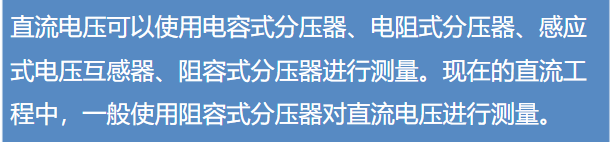 直流电压可以使用电容式分压器、电阻式分压器、感应
式电压互感器、阻容式分压器进行测量。现在的直流工
程中，一般使用阻容式分压器对直流电压进行测量。